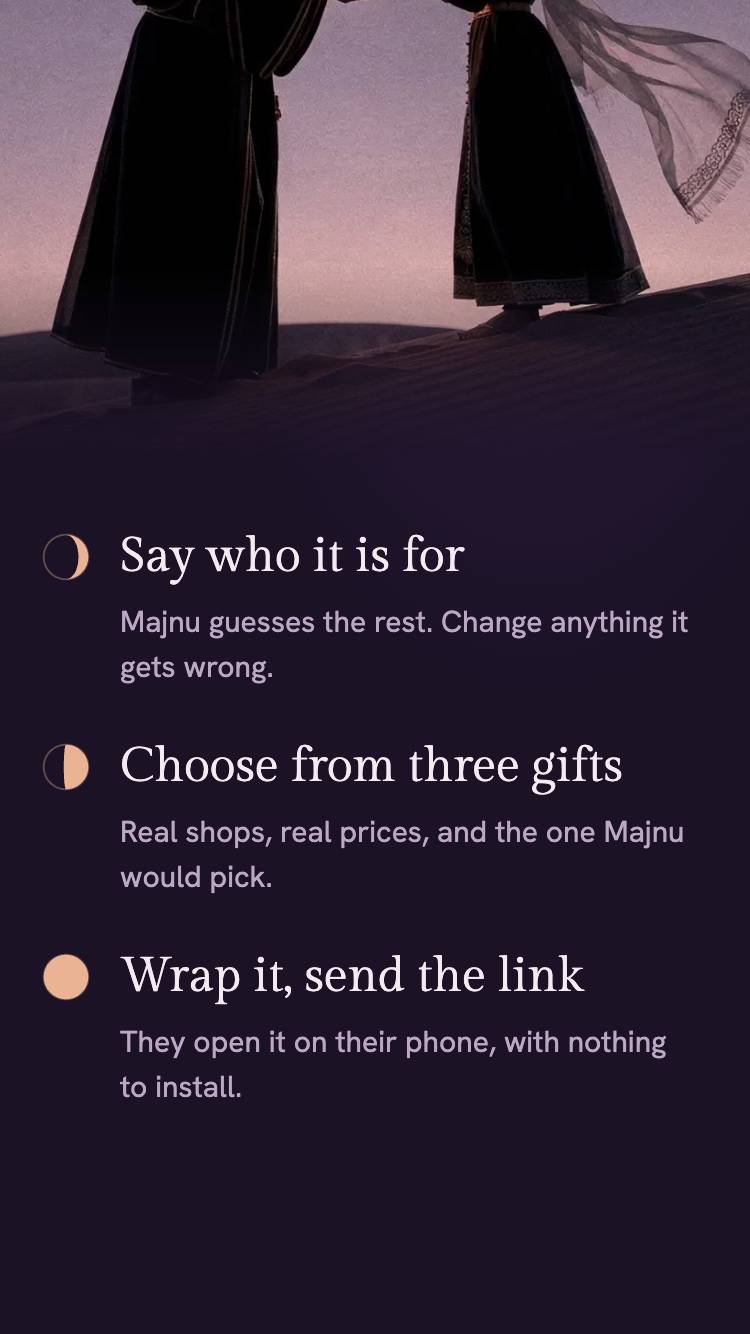 Say who it is for
Majnu guesses the rest. Change anything it
gets wrong.
Choose from three gifts
Real shops, real prices, and the one Majnu
would pick.
Wrap it, send the link
They open it on their phone, with nothing
to install.